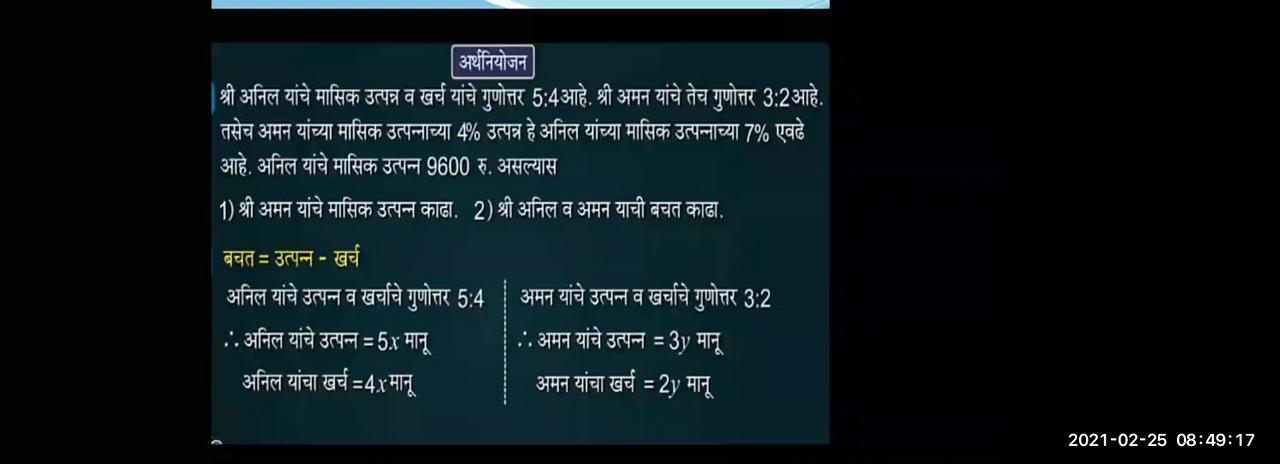 अर्थनियोजन
श्री अनिल यांचे मासिक उत्पन्न व खर्च यांचे गुणोत्तर 5:4आहे. श्री अमन यांचे तेच गुणोत्तर 3:2आहे.
तसेच अमन यांच्या मासिक उत्पन्नाच्या 4% उत्पन्न हे अनिल यांच्या मासिक उत्पन्नाच्या 7% एवढे
आहे. अनिल यांचे मासिक उत्पन्न 9600 रु. असल्यास
1) श्री अमन यांचे मासिक उत्पन्न काढा. 2) श्री अनिल व अमन याची बचत काढा.
बचत = उत्पन्न - खर्च
अनिल यांचे उत्पन्न व खर्चाचे गुणोत्तर 5:4
∴ अनिल यांचे उत्पन्न = 5x मानू
अनिल यांचा खर्च =4x मानू
अमन यांचे उत्पन्न व खर्चाचे गुणोत्तर 3:2
∴ अमन यांचे उत्पन्न = 3y मानू
अमन यांचा खर्च = 2y मानू
2021-02-25 08:49:17